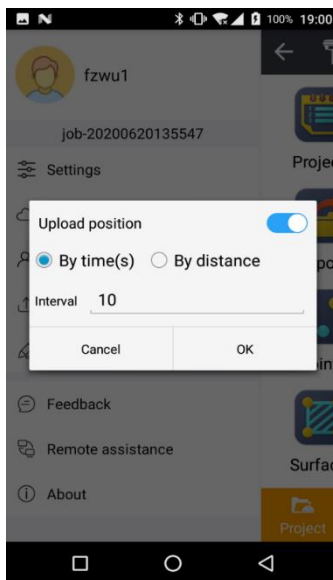 100% 19:00
fzwu1
job-20200620135547
Settings
Projec
Upload position
By time(s) By distance
Interval 10
Cancel OK
Feedback
Remote assistance
Surfac
About
Project